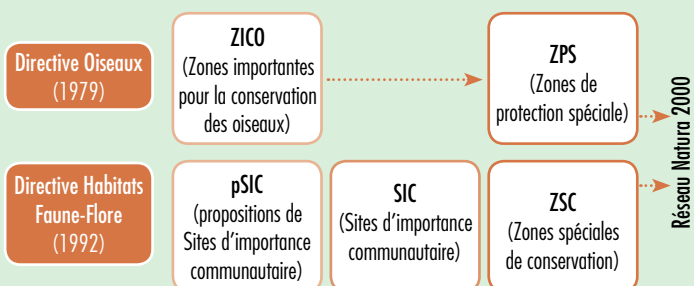 Directive Oiseaux
(1979)
ZICO
(Zones importantes
pour la conservation
des oiseaux)
ZPS
(Zones de
protection spéciale)
Directive Habitats
Faune-Flore
(1992)
pSIC
(propositions de
Sites d’importance
communautaire)
SIC
(Sites d’importance
communautaire
ZSC
(Zones spéciales
de conservation)
Réseau Natura 2000